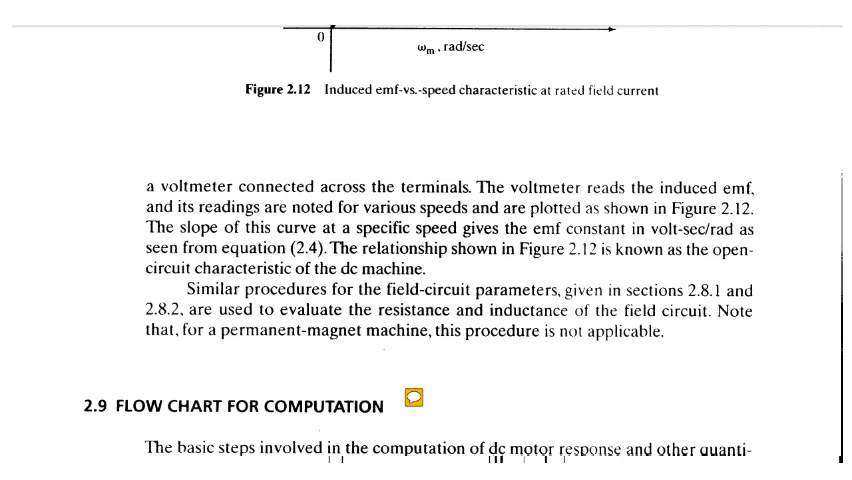 0
ωm , rad/sec
Figure 2.12 Induced emf-vs.-speed characteristic at rated field current
a voltmeter connected across the terminals. The voltmeter reads the induced emf,
and its readings are noted for various speeds and are plotted as shown in Figure 2.12.
The slope of this curve at a specific speed gives the emf constant in volt-sec/rad as
seen from equation (2.4). The relationship shown in Figure 2.12 is known as the open-
circuit characteristic of the dc machine.
Similar procedures for the field-circuit parameters, given in sections 2.8.1 and
2.8.2, are used to evaluate the resistance and inductance of the field circuit. Note
that, for a permanent-magnet machine, this procedure is not applicable.
2.9 FLOW CHART FOR COMPUTATION
The basic steps involved in the computation of dc motor response and other quanti-